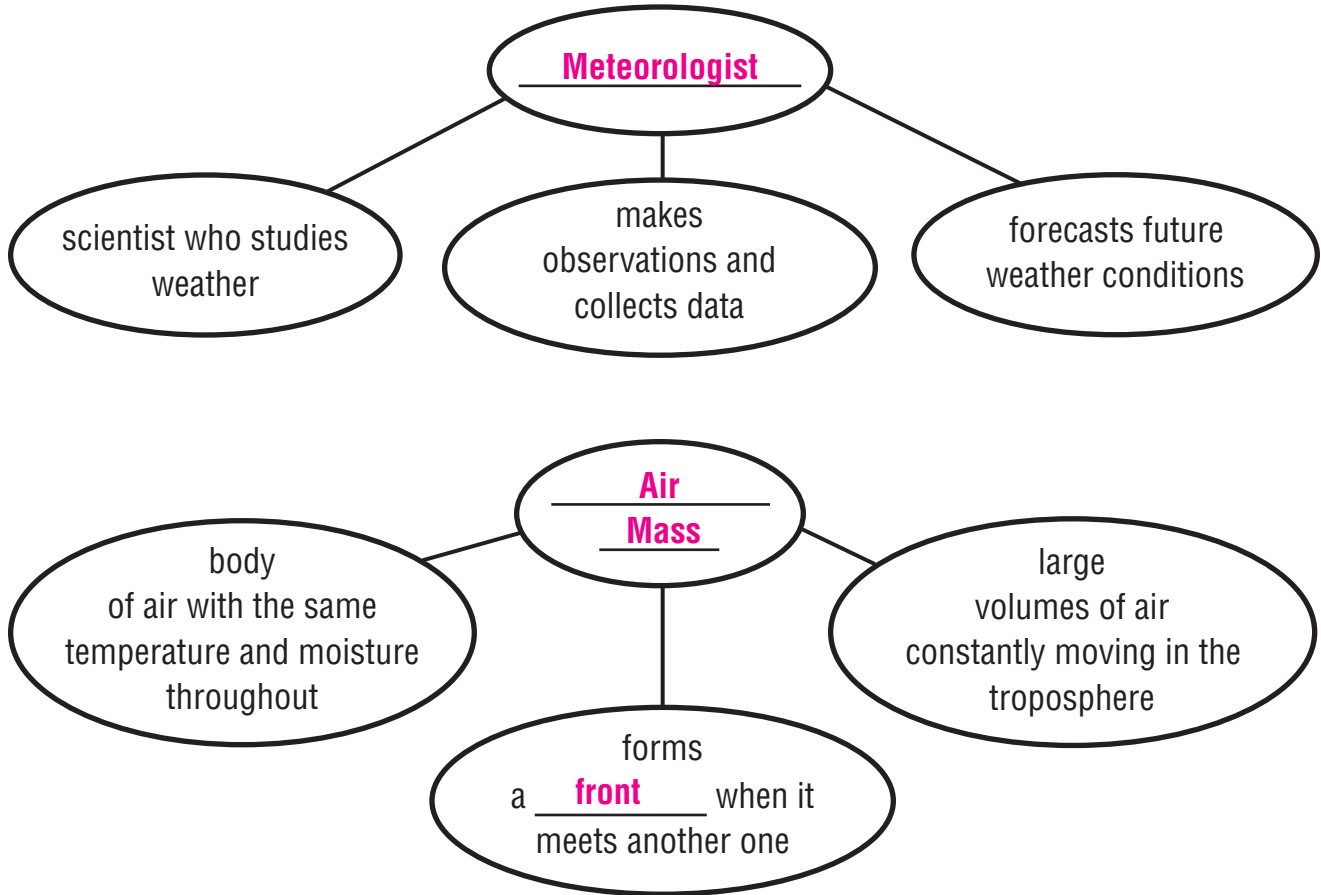 Meteorologist
scientist who studies
weather
makes
observations and
collects data
forecasts future
weather conditions
Air
Mass
body
of air with the same
temperature and moisture
throughout
forms
a front when it
meets another one
large
volumes of air
constantly moving in the
troposphere